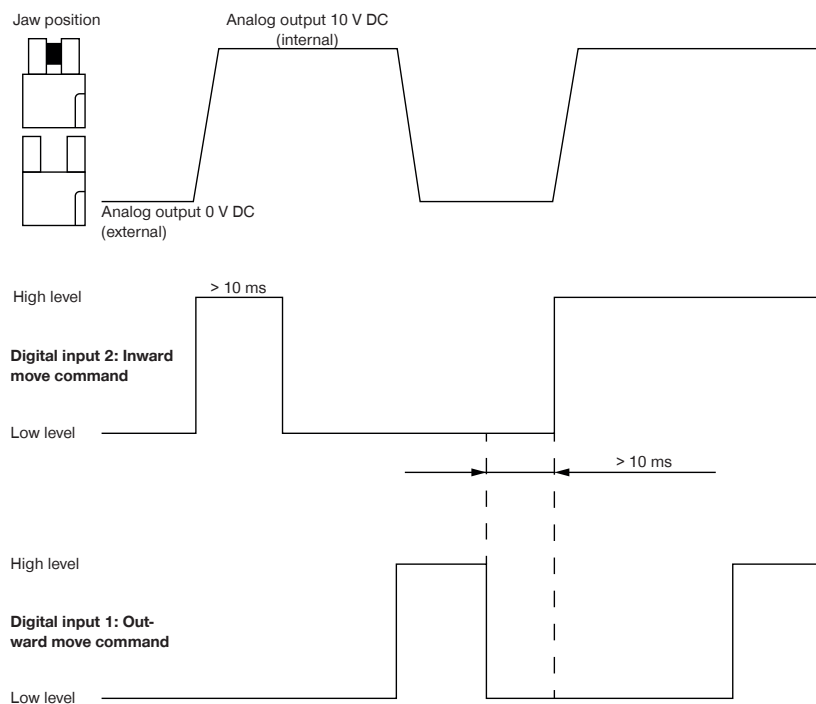 Jaw position
Analog output 10 V DC
(internal)
Analog output 0 V DC
(external)
High level
> 10 ms
Digital input 2: Inward
move command
Low level
> 10 ms
High level
Digital input 1: Out-
ward move command
Low level